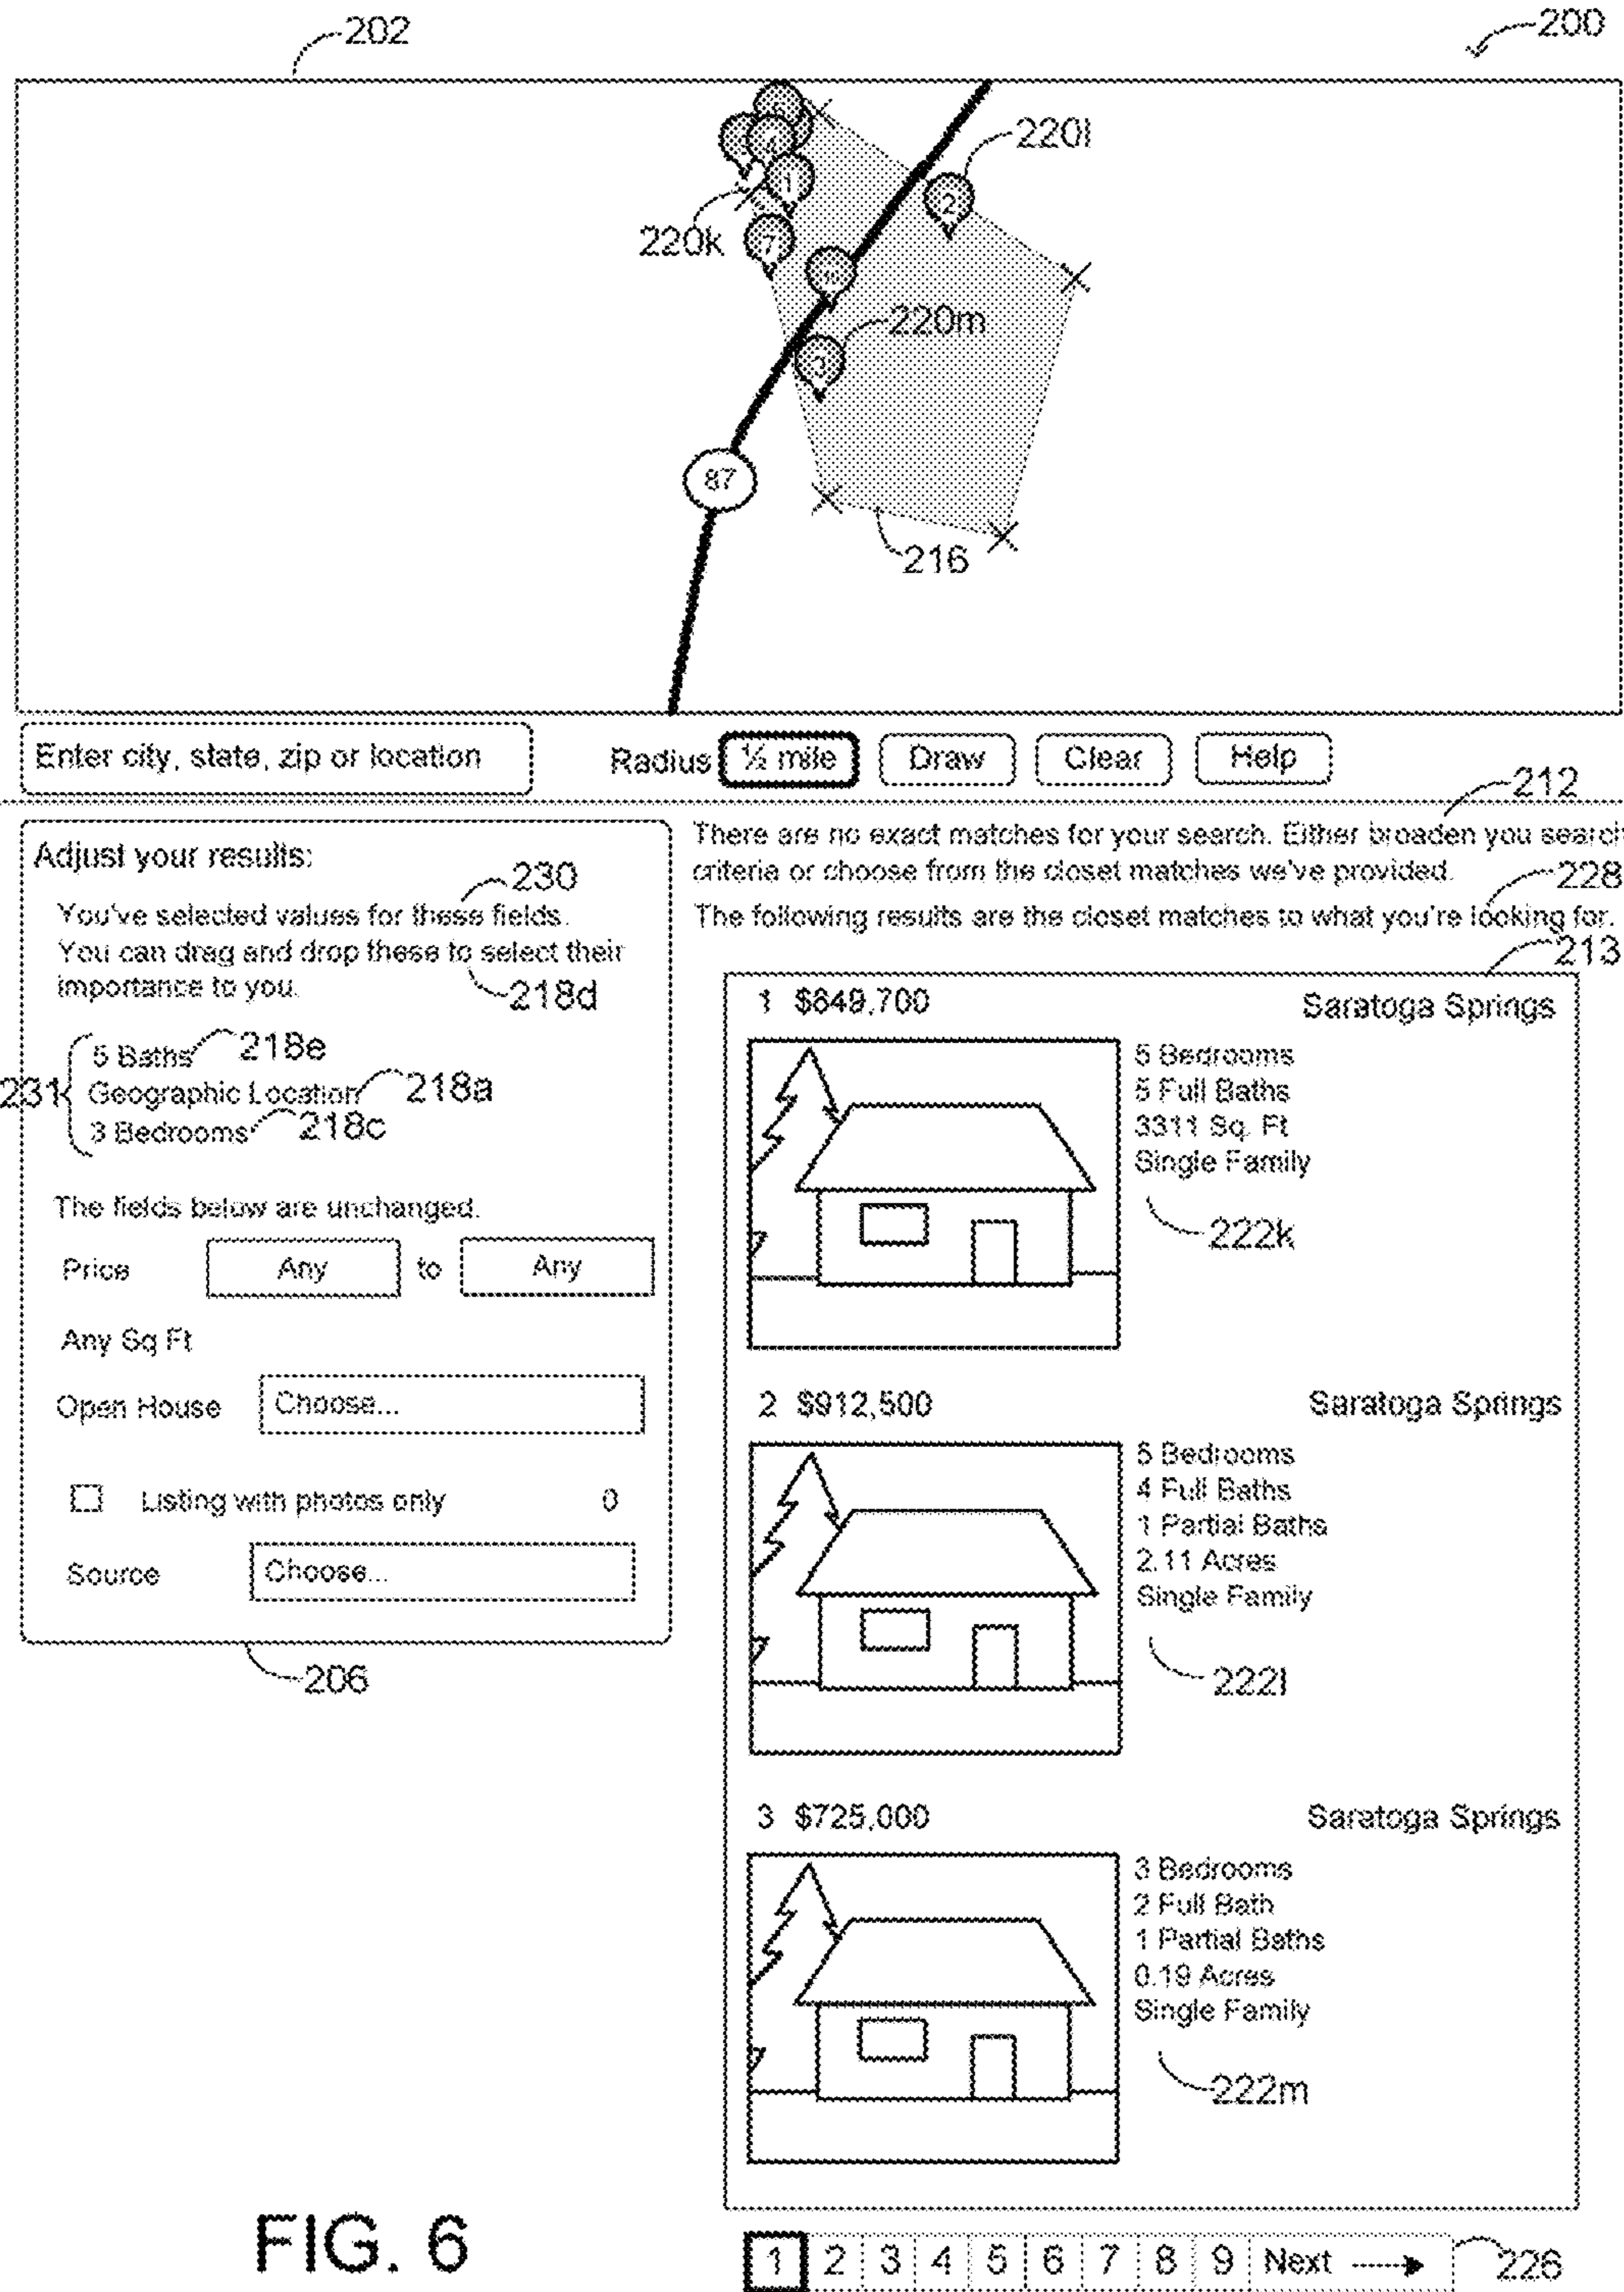 202
200
220l
2
1
220k
7
220m
3
87
216
Enter city, state, zip or location
Radius ½ mile Draw Clear Help
212
There are no exact matches for your search. Either broaden you search
criteria or choose from the closet matches we've provided.
228
The following results are the closet matches to what you're looking for.
213
Adjust your results:
230
You've selected values for these fields.
You can drag and drop these to select their
importance to you.
218d
5 Baths 218e
231 Geographic Location 218a
3 Bedrooms 218c
The fields below are unchanged.
Price Any to Any
Any Sq Ft
Open House Choose...
Listing with photos only 0
Source Choose...
206
1 $849,700 Saratoga Springs
5 Bedrooms
5 Full Baths
3311 Sq. Ft
Single Family
222k
2 $912,500 Saratoga Springs
5 Bedrooms
4 Full Baths
1 Partial Baths
2.11 Acres
Single Family
222l
3 $725,000 Saratoga Springs
3 Bedrooms
2 Full Bath
1 Partial Baths
0.19 Acres
Single Family
222m
FIG. 6
1 2 3 4 5 6 7 8 9 Next
226